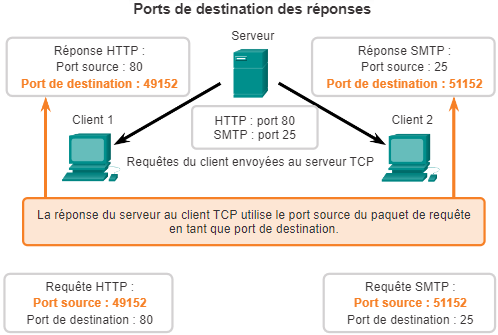 Ports de destination des réponses
Serveur
Réponse HTTP :
Port source : 80
Port de destination : 49152
Réponse SMTP :
Port source : 25
Port de destination : 51152
HTTP : port 80
SMTP : port 25
Client 1
Client 2
Requêtes du client envoyées au serveur TCP
La réponse du serveur au client TCP utilise le port source du paquet de requête
en tant que port de destination.
Requête HTTP :
Port source : 49152
Port de destination : 80
Requête SMTP :
Port source : 51152
Port de destination : 25